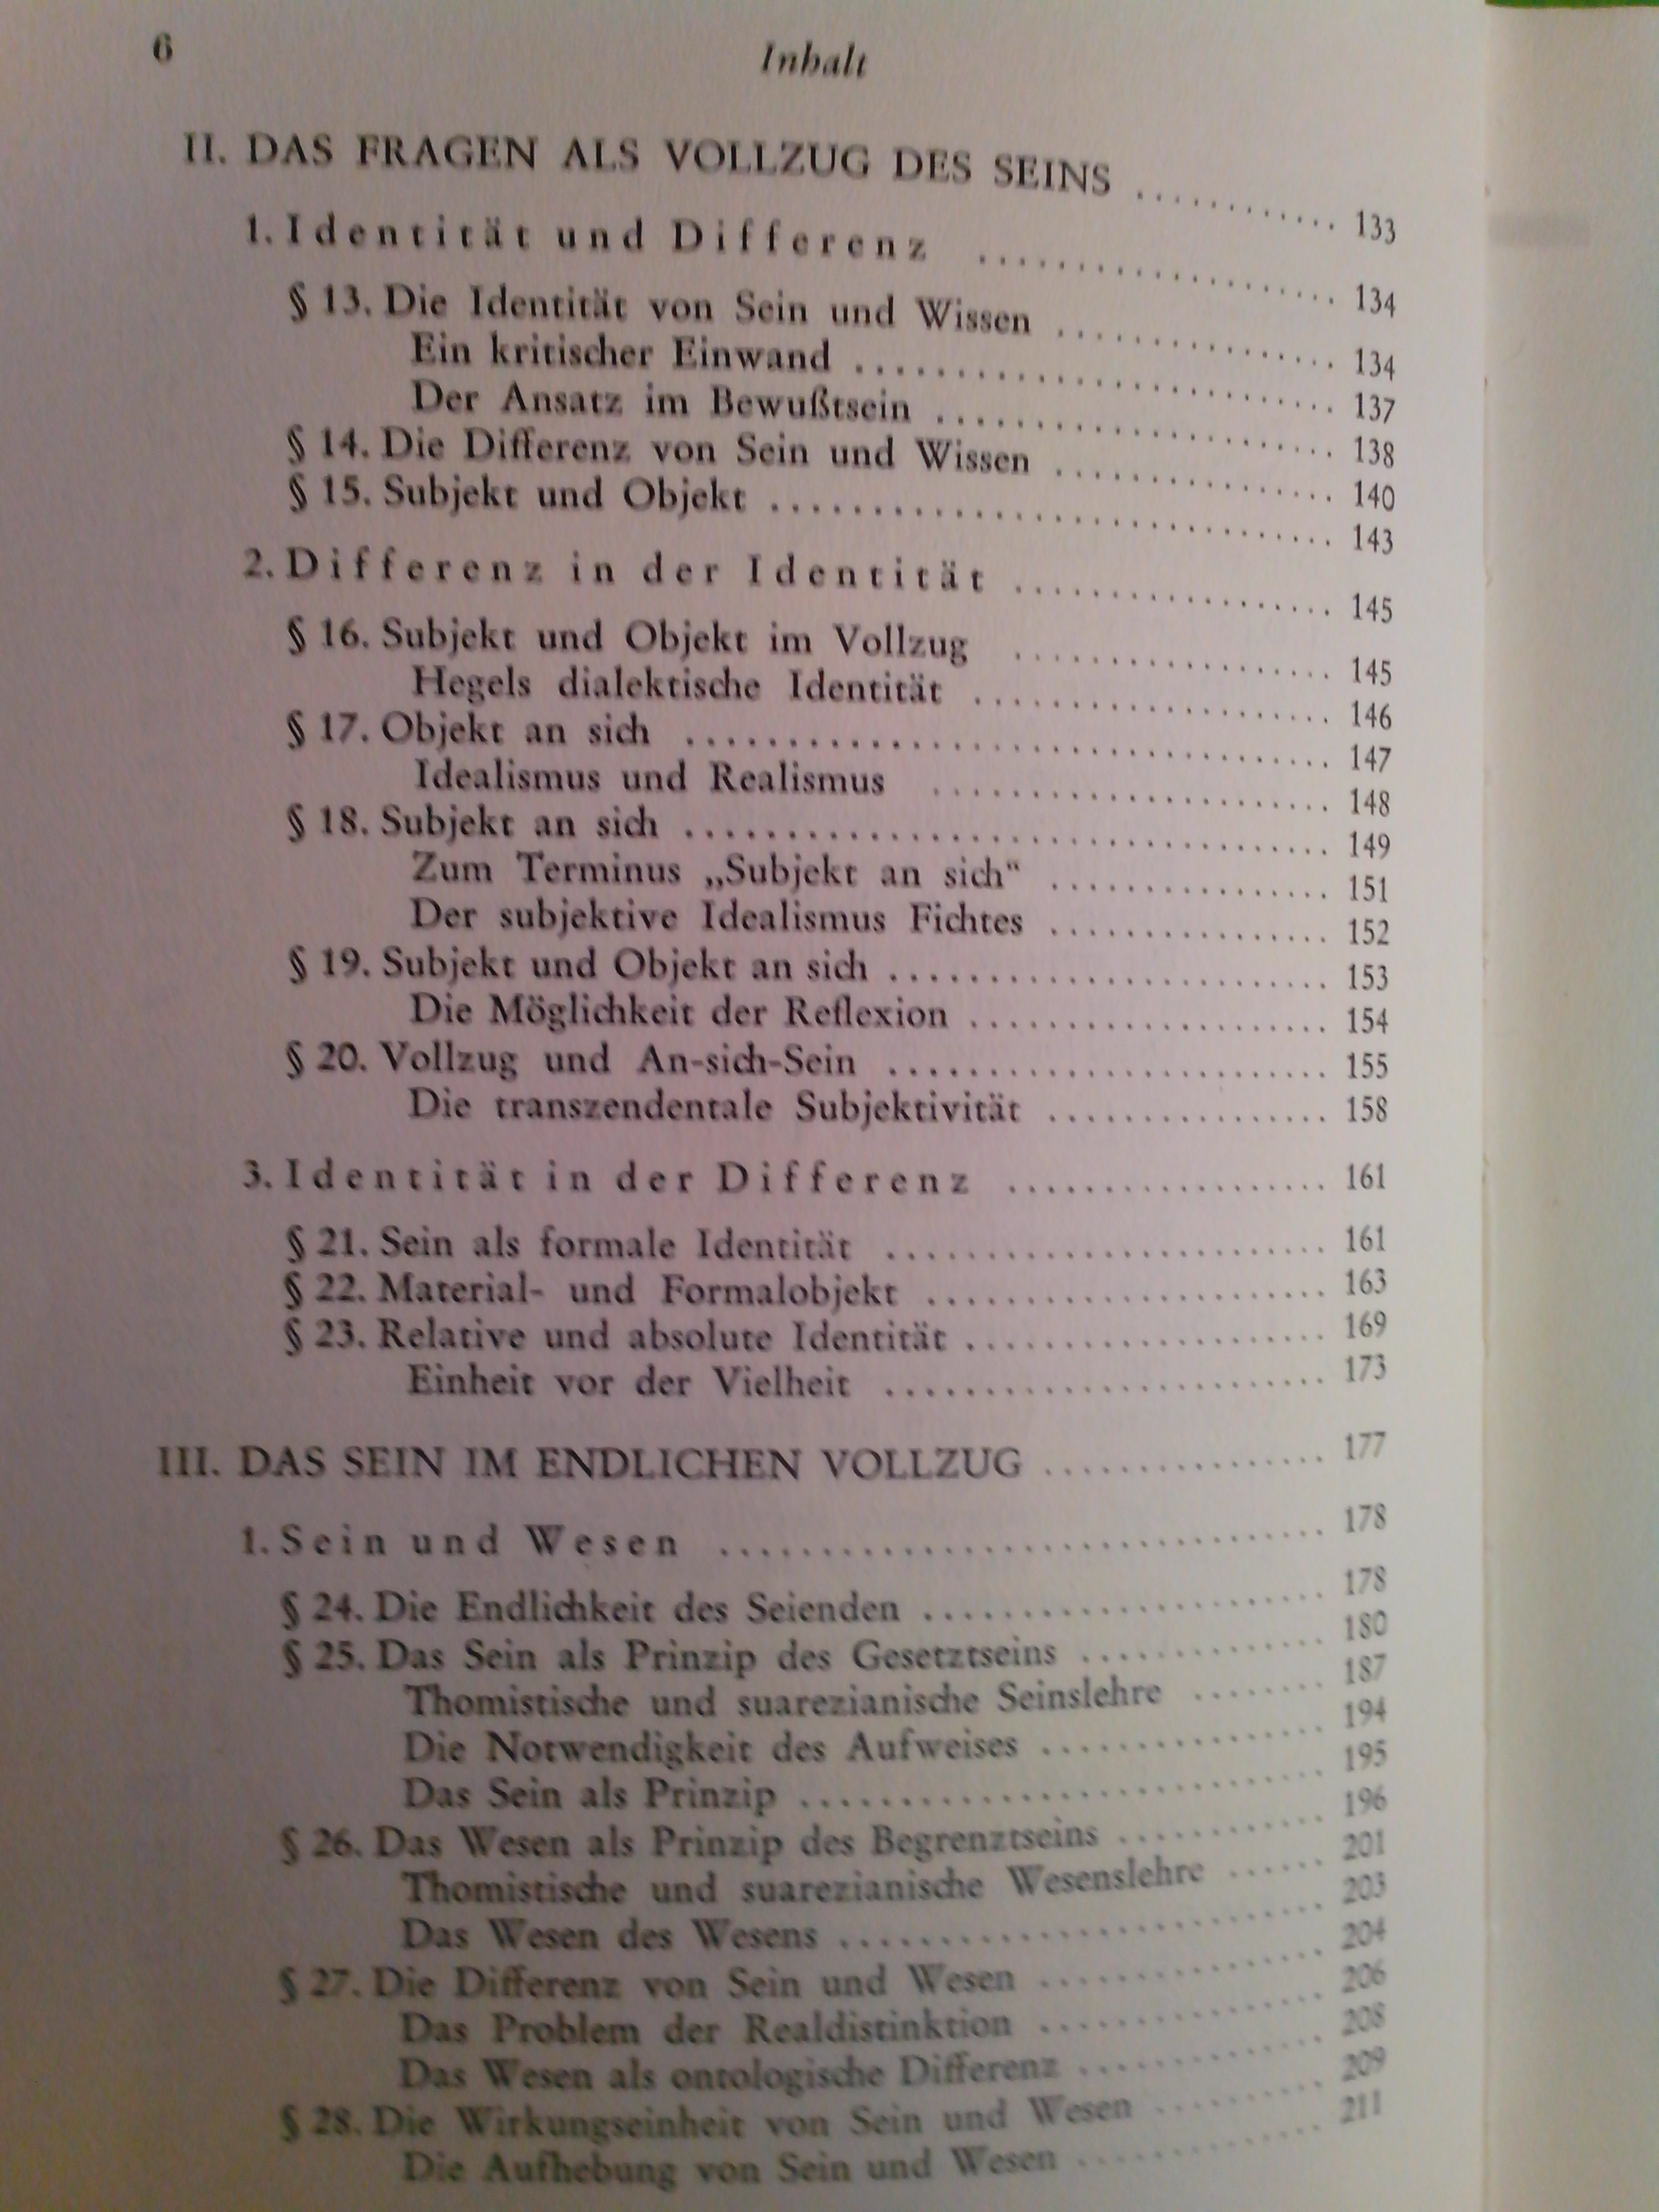 6
Inhalt
II. DAS FRAGEN ALS VOLLZUG DES SEINS ............ 133
1. Identität und Differenz .................. 134
§ 13. Die Identität von Sein und Wissen ............... 134
Ein kritischer Einwand ........................ 137
Der Ansatz im Bewußtsein .................... 138
§ 14. Die Differenz von Sein und Wissen ............... 140
§ 15. Subjekt und Objekt ............................ 143
2. Differenz in der Identität ................ 145
§ 16. Subjekt und Objekt im Vollzug ................ 145
Hegels dialektische Identität .................. 146
§ 17. Objekt an sich ................................ 147
Idealismus und Realismus .................... 148
§ 18. Subjekt an sich ................................ 149
Zum Terminus „Subjekt an sich“ .............. 151
Der subjektive Idealismus Fichtes .............. 152
§ 19. Subjekt und Objekt an sich ...................... 153
Die Möglichkeit der Reflexion .................. 154
§ 20. Vollzug und An-sich-Sein ...................... 155
Die transzendentale Subjektivität .............. 158
3. Identität in der Differenz ................ 161
§ 21. Sein als formale Identität ...................... 161
§ 22. Material- und Formalobjekt .................... 163
§ 23. Relative und absolute Identität .................. 169
Einheit vor der Vielheit ...................... 173
III. DAS SEIN IM ENDLICHEN VOLLZUG .............. 177
1. Sein und Wesen .............................. 178
§ 24. Die Endlichkeit des Seienden .................... 178
§ 25. Das Sein als Prinzip des Gesetztseins ............ 180
Thomistische und suarezianische Seinslehre ........ 187
Die Notwendigkeit des Aufweises .............. 194
Das Sein als Prinzip .......................... 195
§ 26. Das Wesen als Prinzip des Begrenztseins .......... 196
Thomistische und suarezianische Wesenslehre ...... 201
Das Wesen des Wesens ........................ 203
§ 27. Die Differenz von Sein und Wesen .............. 204
Das Problem der Realdistinktion .............. 206
Das Wesen als ontologische Differenz ............ 208
§ 28. Die Wirkungseinheit von Sein und Wesen ........ 209
Die Aufhebung von Sein und Wesen ............ 211